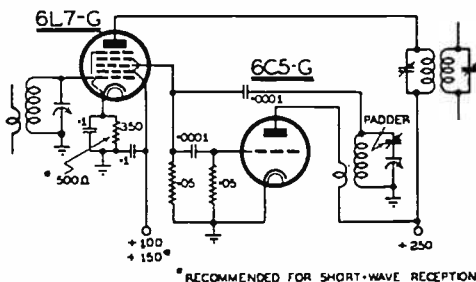 6L7-G
6C5-G
.0001
PADDER
.0001
.1
350
.1
* 500Ω
.05
.05
+100
+150*
+250
*RECOMMENDED FOR SHORT-WAVE RECEPTION